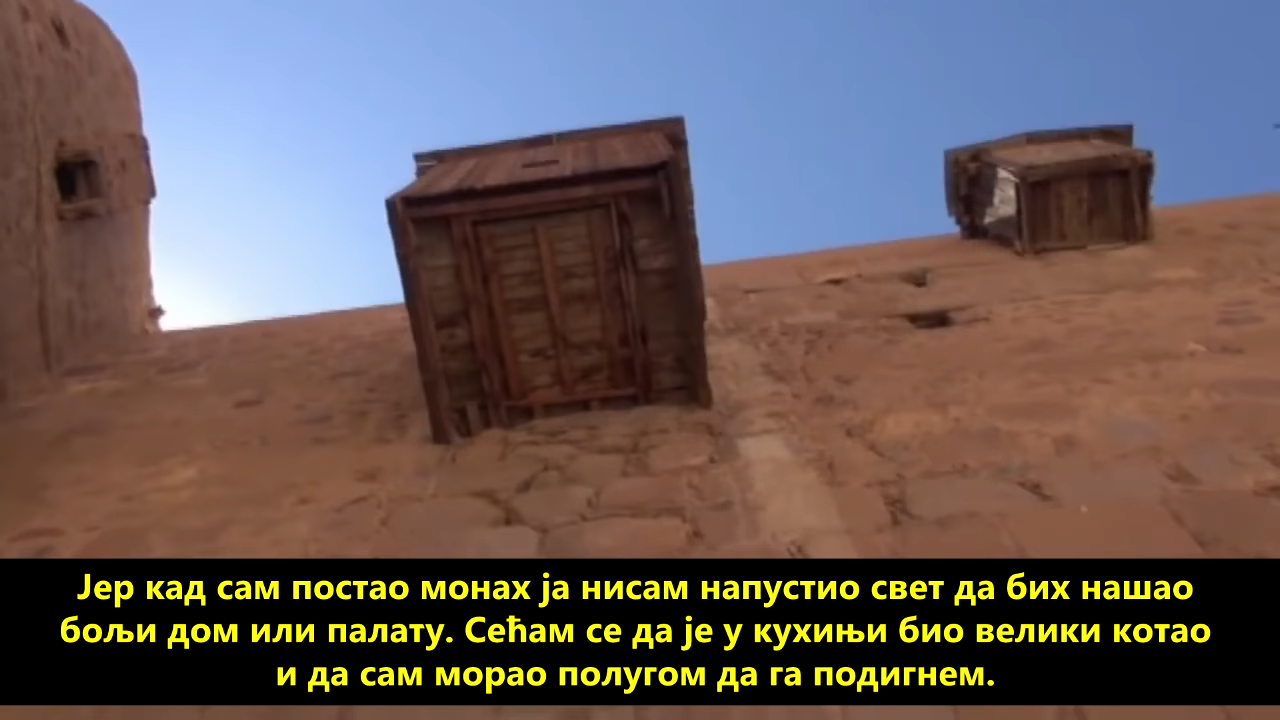 Јер кад сам постао монах ја нисам напустио свет да бих нашао
бољи дом или палату. Сећам се да је у кухињи био велики котао
и да сам морао полугом да га подигнем.